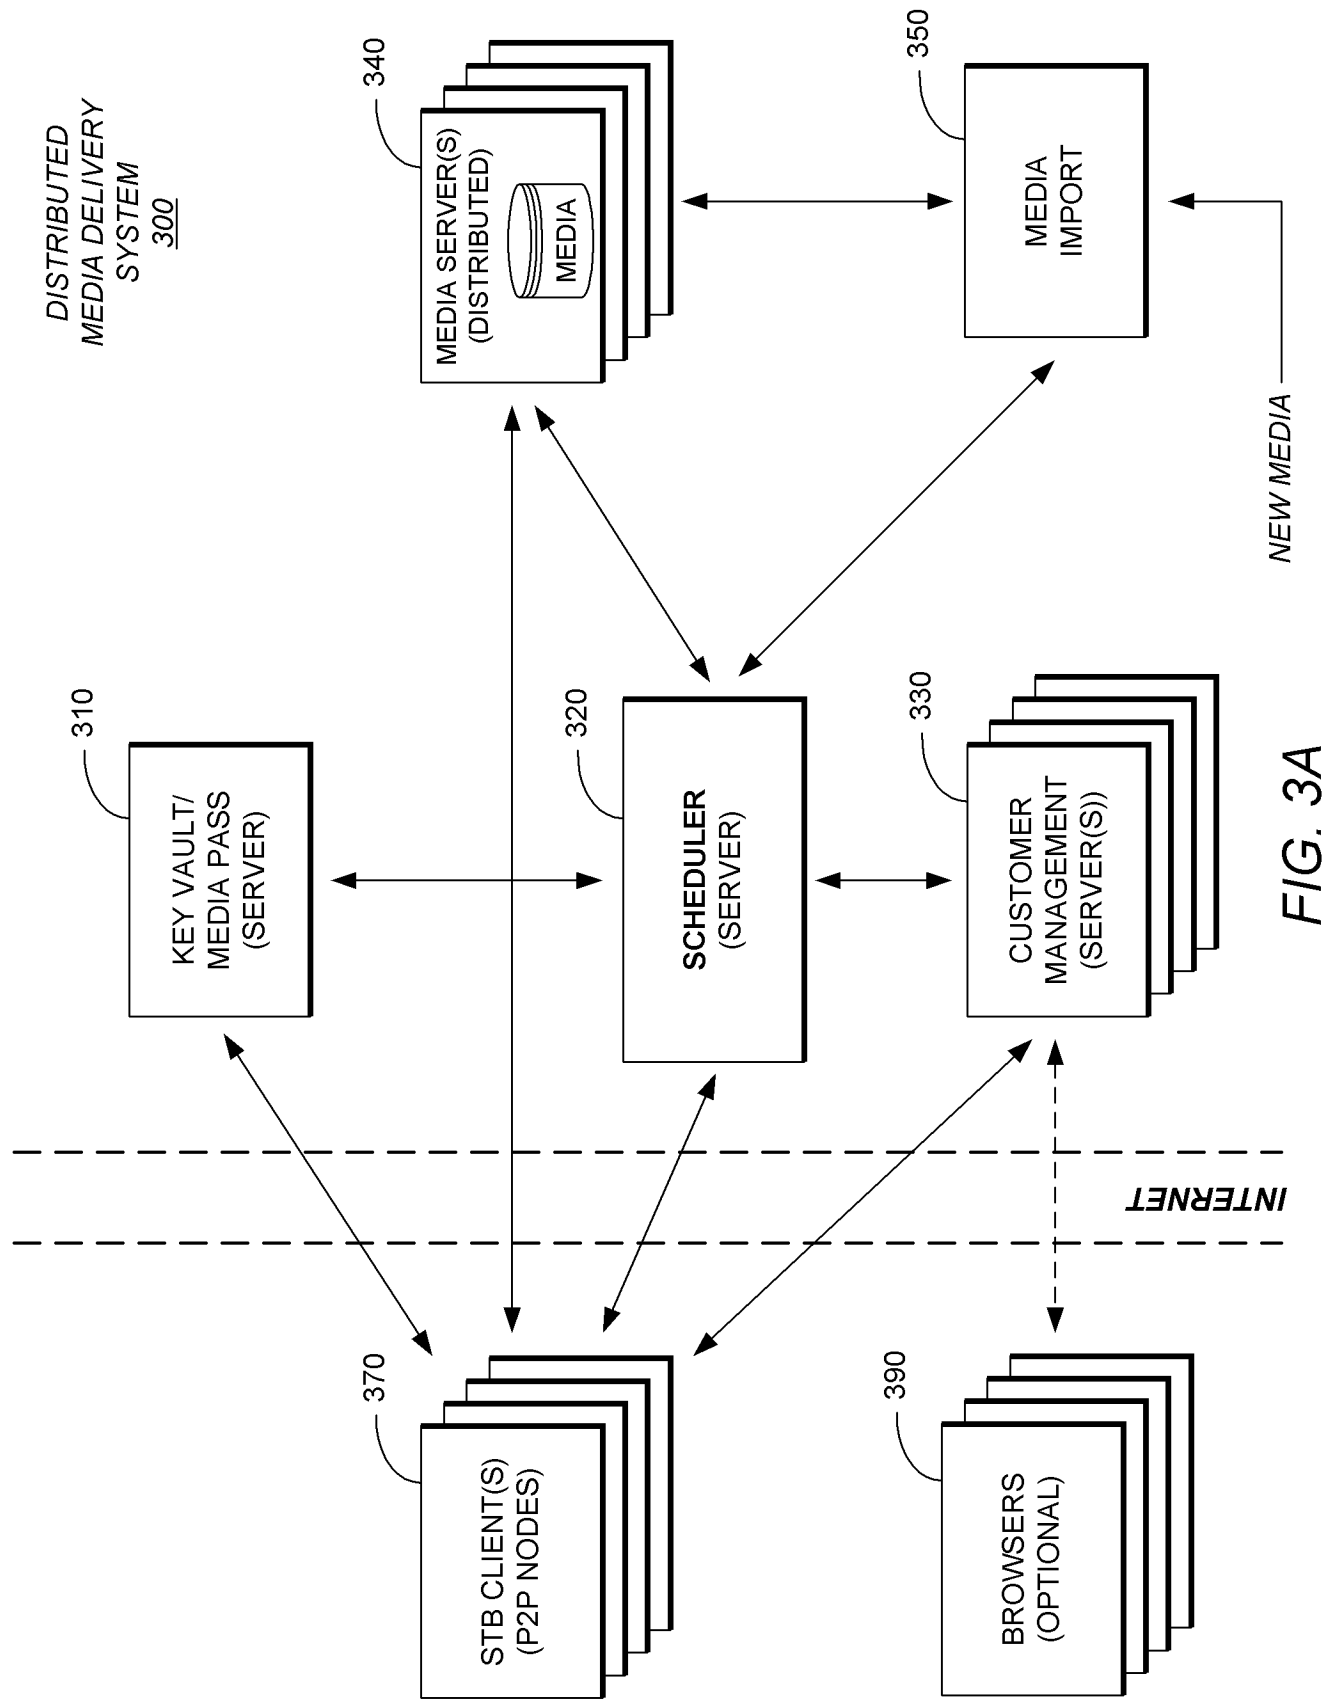 DISTRIBUTED
MEDIA DELIVERY
SYSTEM
300
310
KEY VAULT/
MEDIA PASS
(SERVER)
340
MEDIA SERVER(S)
(DISTRIBUTED)
MEDIA
370
STB CLIENT(S)
(P2P NODES)
320
SCHEDULER
(SERVER)
350
MEDIA
IMPORT
330
CUSTOMER
MANAGEMENT
(SERVER(S))
390
BROWSERS
(OPTIONAL)
INTERNET
NEW MEDIA
FIG. 3A